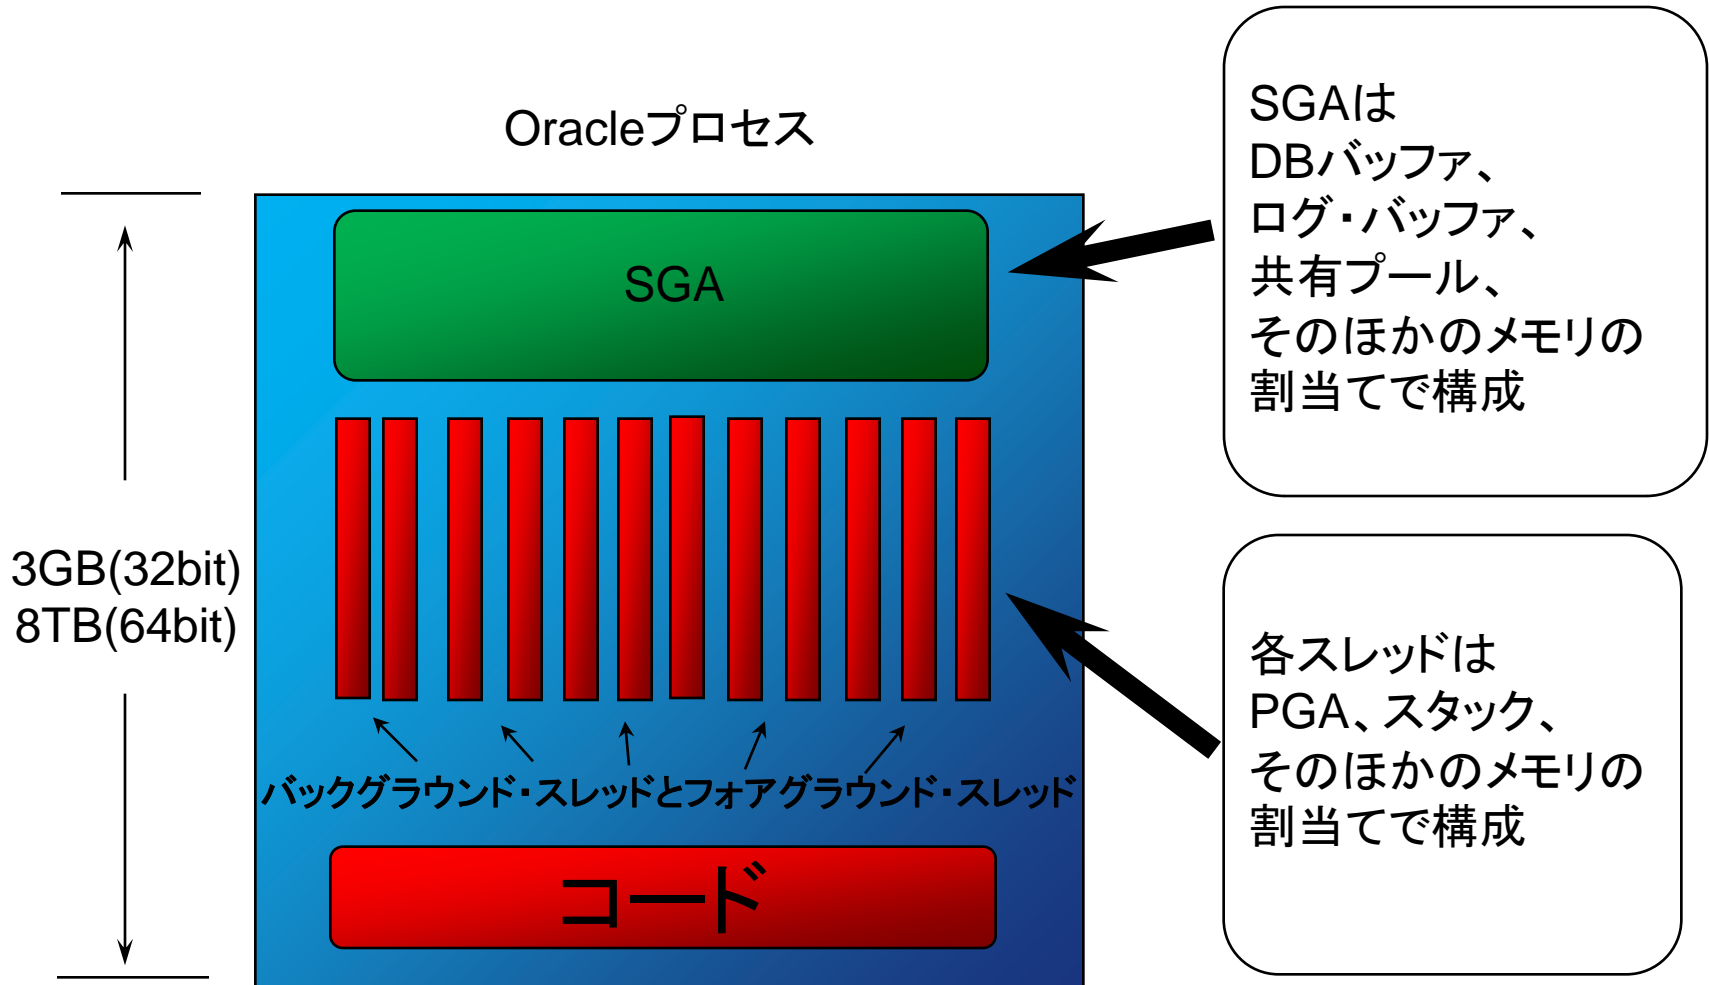 Oracleプロセス
SGA
3GB(32bit)
8TB(64bit)
バックグラウンド・スレッドとフォアグラウンド・スレッド
コード
SGAは
DBバッファ、
ログ・バッファ、
共有プール、
そのほかのメモリの
割当てで構成
各スレッドは
PGA、スタック、
そのほかのメモリの
割当てで構成